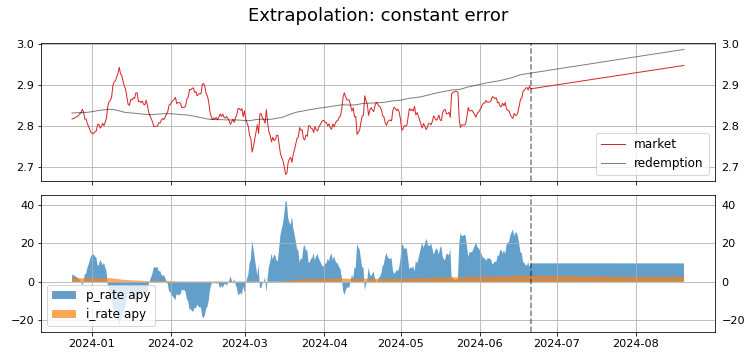 Extrapolation: constant error
3.0
2.9
2.8
2.7
3.0
2.9
2.8
2.7
market
redemption
40
20
0
−20
40
20
0
−20
p_rate apy
i_rate apy
2024-01 2024-02 2024-03 2024-04 2024-05 2024-06 2024-07 2024-08